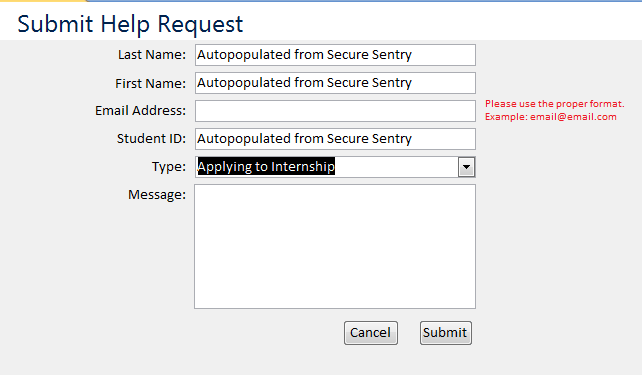 Submit Help Request
Last Name: Autopopulated from Secure Sentry
First Name: Autopopulated from Secure Sentry
Email Address:
Please use the proper format.
Example: email@email.com
Student ID: Autopopulated from Secure Sentry
Type: Applying to Internship
Message:
Cancel Submit